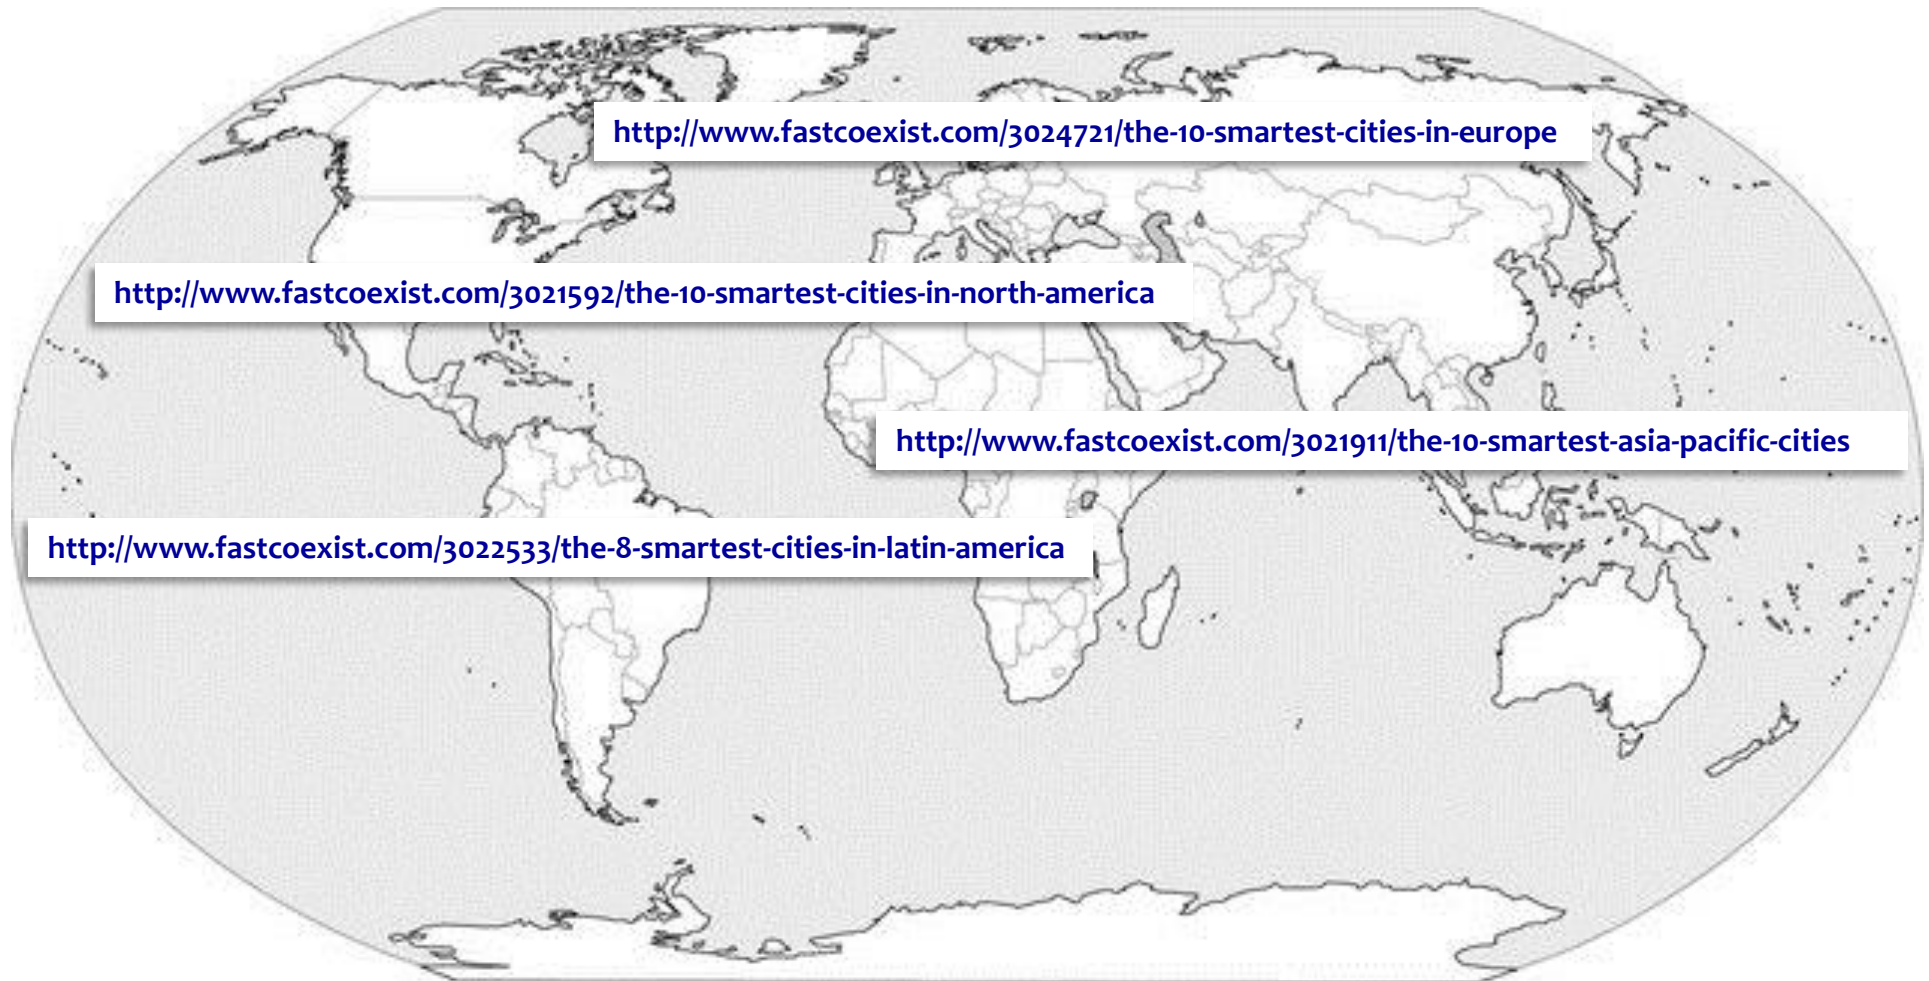 http://www.fastcoexist.com/3024721/the-10-smartest-cities-in-europe
http://www.fastcoexist.com/3021592/the-10-smartest-cities-in-north-america
http://www.fastcoexist.com/3021911/the-10-smartest-asia-pacific-cities
http://www.fastcoexist.com/3022533/the-8-smartest-cities-in-latin-america